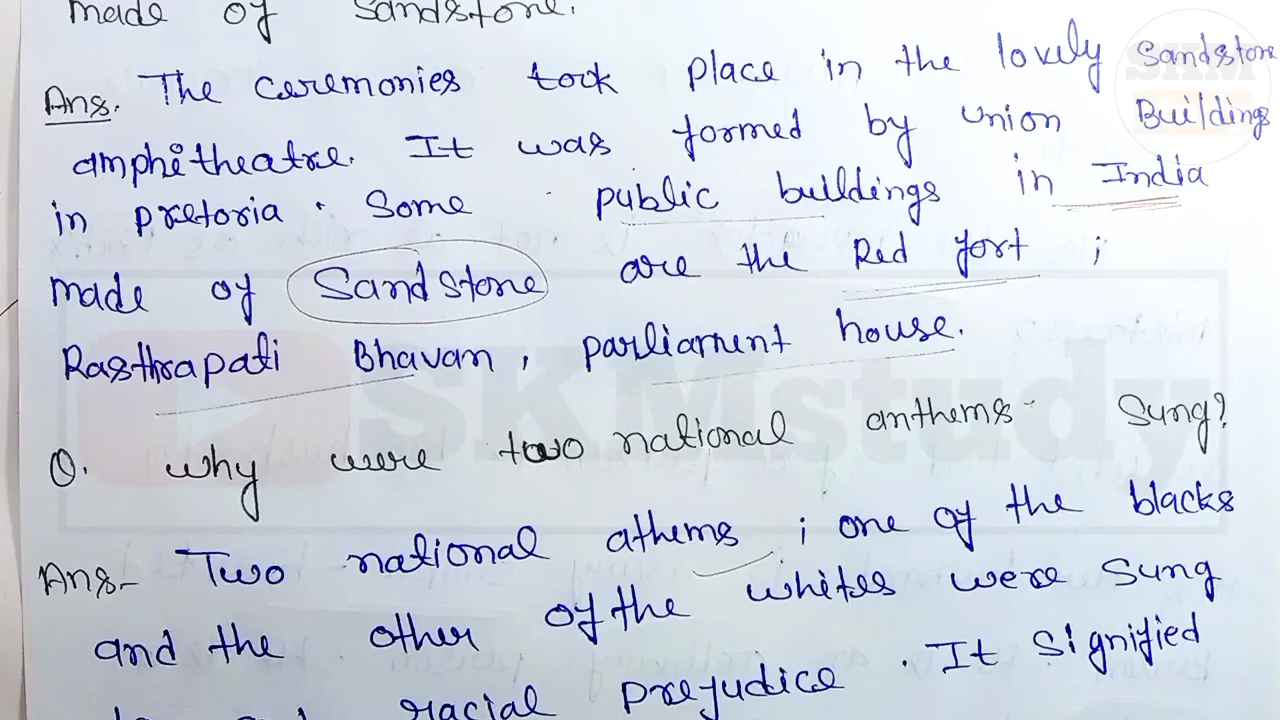 made of Sandstone.
Ans. The ceremonies took place in the lovely Sandstone
amphitheatre. It was formed by union Buildings
in pretoria. Some public buildings in India
made of Sandstone are the Red fort ;
Rasthrapati Bhavan, parliament house.
Q. why were two national anthems Sung?
Ans- Two national athems ; one of the blacks
and the other of the whites were Sung
racial prejudice. It signified
SKMstudy